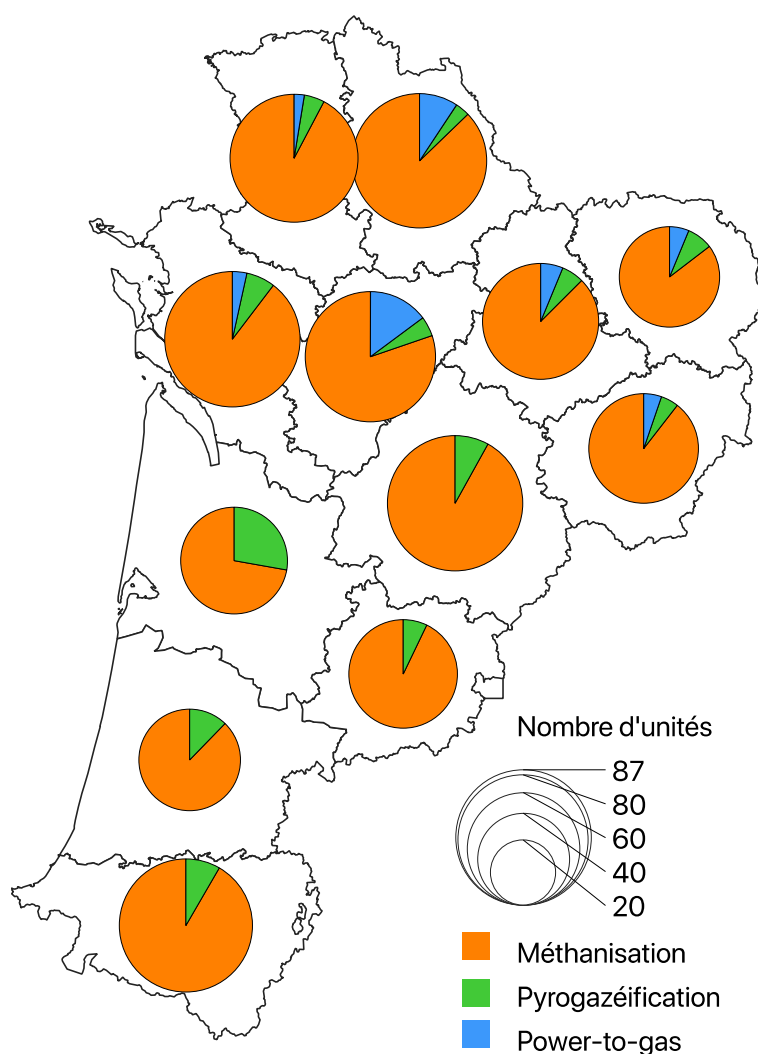 Nombre d'unités
87
80
60
40
20
Méthanisation
Pyrogazéification
Power-to-gas